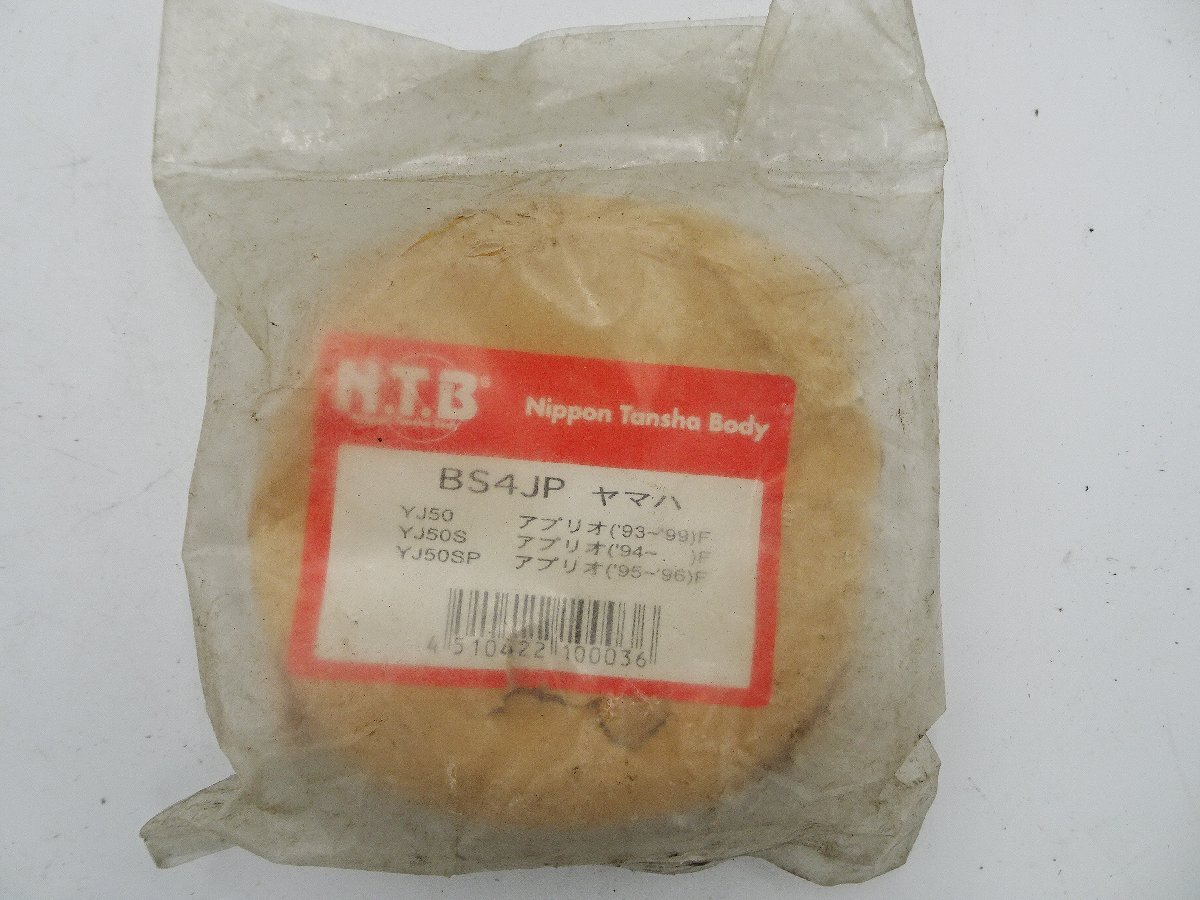 N.T.B®
Nippon Tansha Body
BS4JP ヤマハ
YJ50 アプリオ('93~'99)F
YJ50S アプリオ('94~. )F
YJ50SP アプリオ('95~'96)F
4 510422 100036